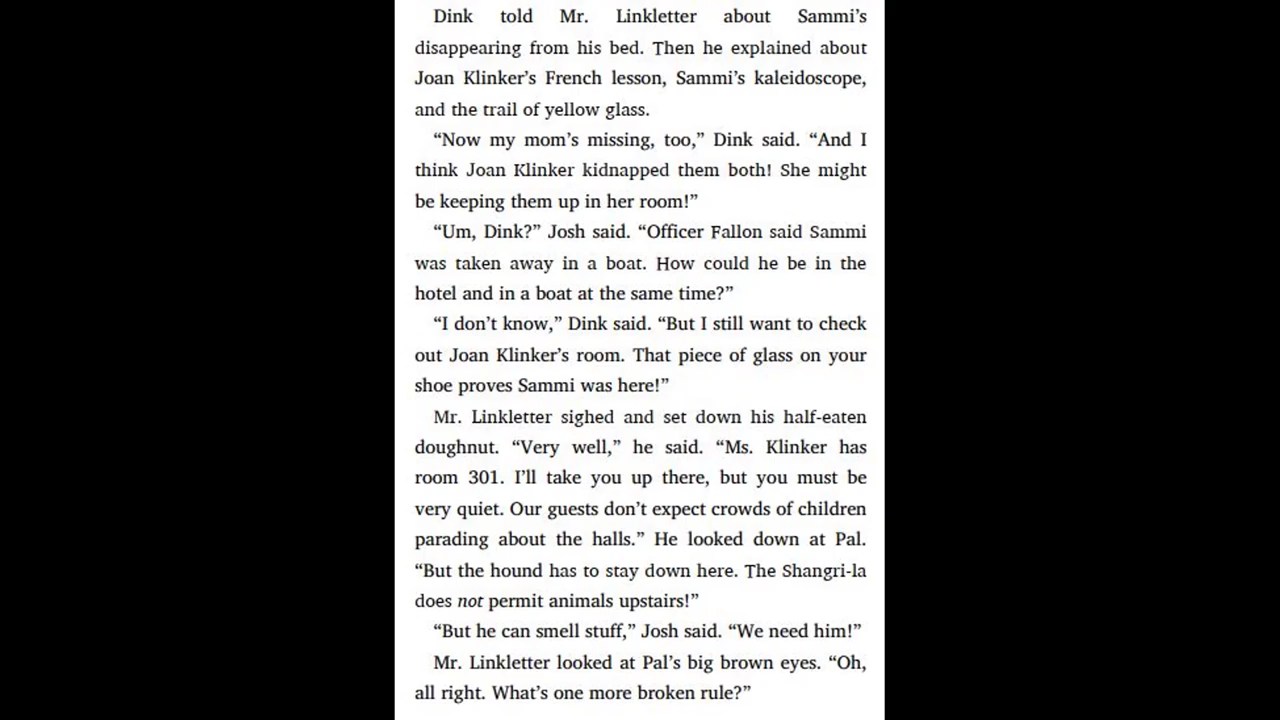 Dink told Mr. Linkletter about Sammi’s
disappearing from his bed. Then he explained about
Joan Klinker’s French lesson, Sammi’s kaleidoscope,
and the trail of yellow glass.
“Now my mom’s missing, too,” Dink said. “And I
think Joan Klinker kidnapped them both! She might
be keeping them up in her room!”
“Um, Dink?” Josh said. “Officer Fallon said Sammi
was taken away in a boat. How could he be in the
hotel and in a boat at the same time?”
“I don’t know,” Dink said. “But I still want to check
out Joan Klinker’s room. That piece of glass on your
shoe proves Sammi was here!”
Mr. Linkletter sighed and set down his half-eaten
doughnut. “Very well,” he said. “Ms. Klinker has
room 301. I’ll take you up there, but you must be
very quiet. Our guests don’t expect crowds of children
parading about the halls.” He looked down at Pal.
“But the hound has to stay down here. The Shangri-la
does not permit animals upstairs!”
“But he can smell stuff,” Josh said. “We need him!”
Mr. Linkletter looked at Pal’s big brown eyes. “Oh,
all right. What’s one more broken rule?”